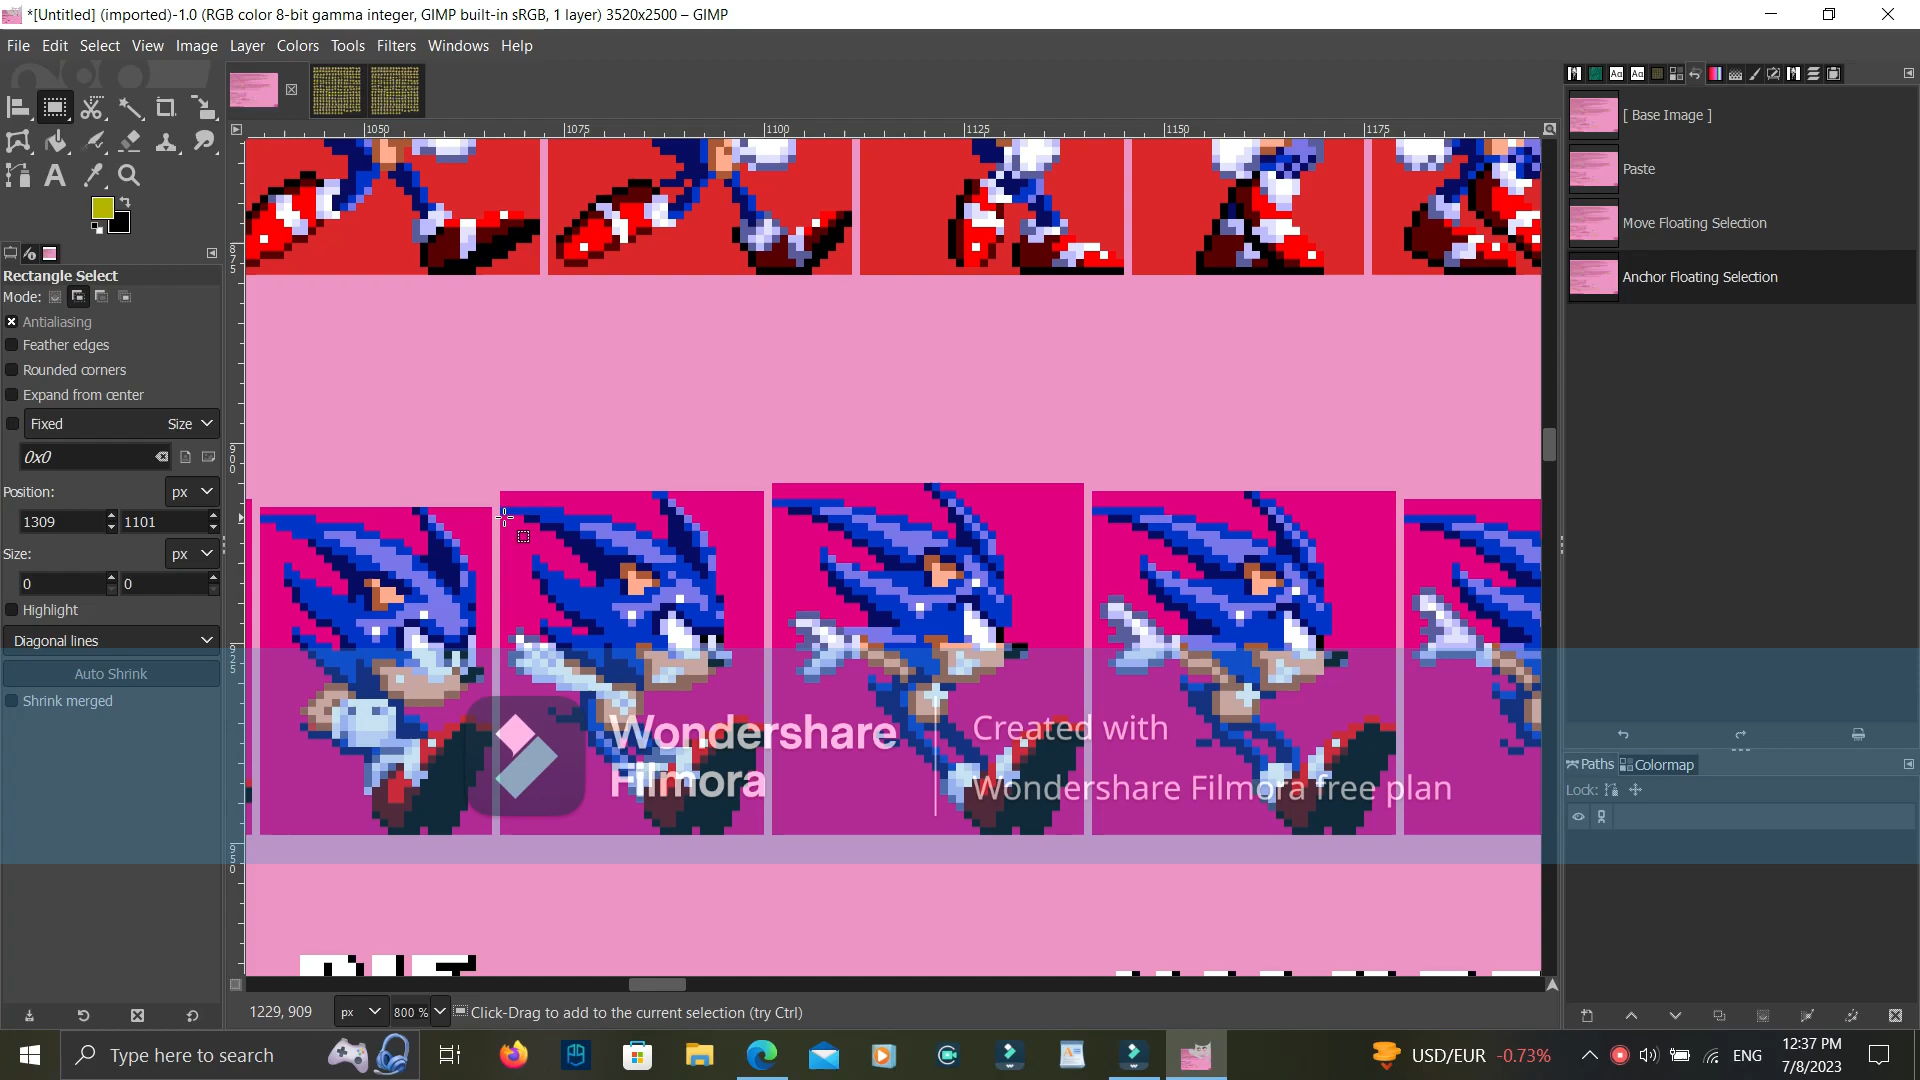 *[Untitled] (imported)-1.0 (RGB color 8-bit gamma integer, GIMP built-in sRGB, 1 layer) 3520x2500 – GIMP
File Edit Select View Image Layer Colors Tools Filters Windows Help
1050 1075 1100 1125 1150 1175
[ Base Image ]
Paste
Move Floating Selection
Anchor Floating Selection
Rectangle Select
Mode:
Antialiasing
Feather edges
Rounded corners
Expand from center
Fixed Size
0x0
Position: px
1309 1101
Size: px
0 0
Highlight
Diagonal lines
Auto Shrink
Shrink merged
875
900
925
950
Wondershare
Filmora
Created with
Wondershare Filmora free plan
Paths Colormap
Lock:
1229, 909 px 800 % Click-Drag to add to the current selection (try Ctrl)
Type here to search
USD/EUR -0.73%
ENG
12:37 PM
7/8/2023